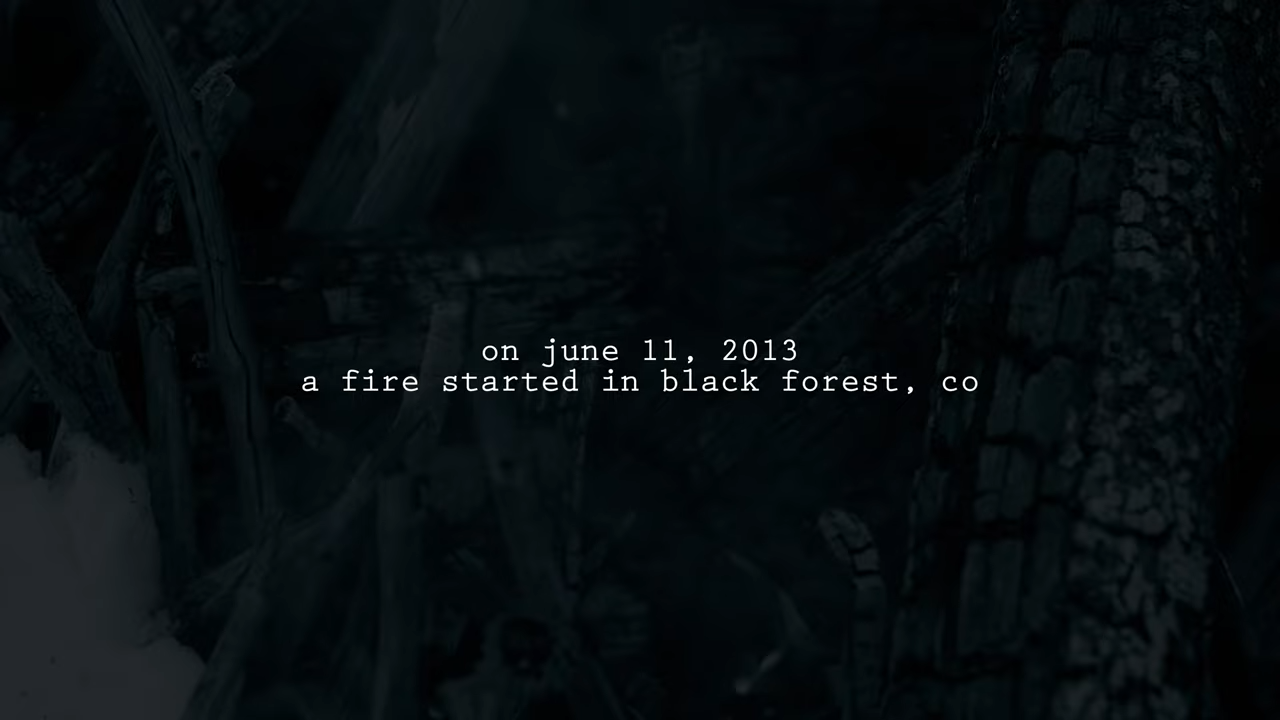 on june 11, 2013
a fire started in black forest, co